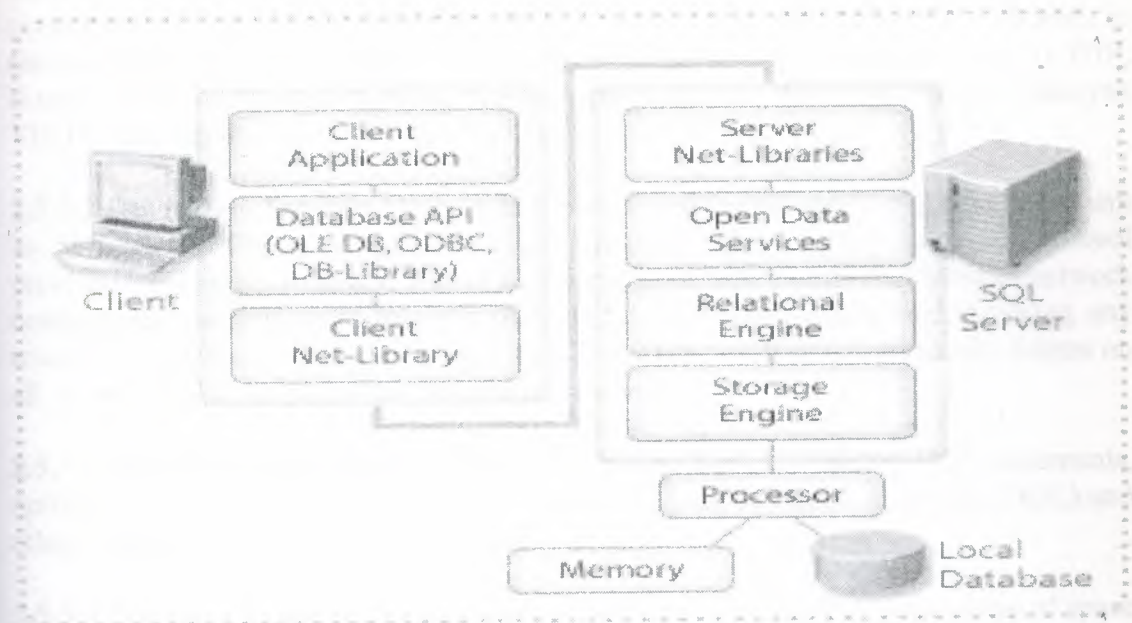 Client
Application
Database API
(OLE DB, ODBC,
DB-Library)
Client
Net-Library
Client
Server
Net-Libraries
Open Data
Services
Relational
Engine
Storage
Engine
SQL
Server
Processor
Memory
Local
Database